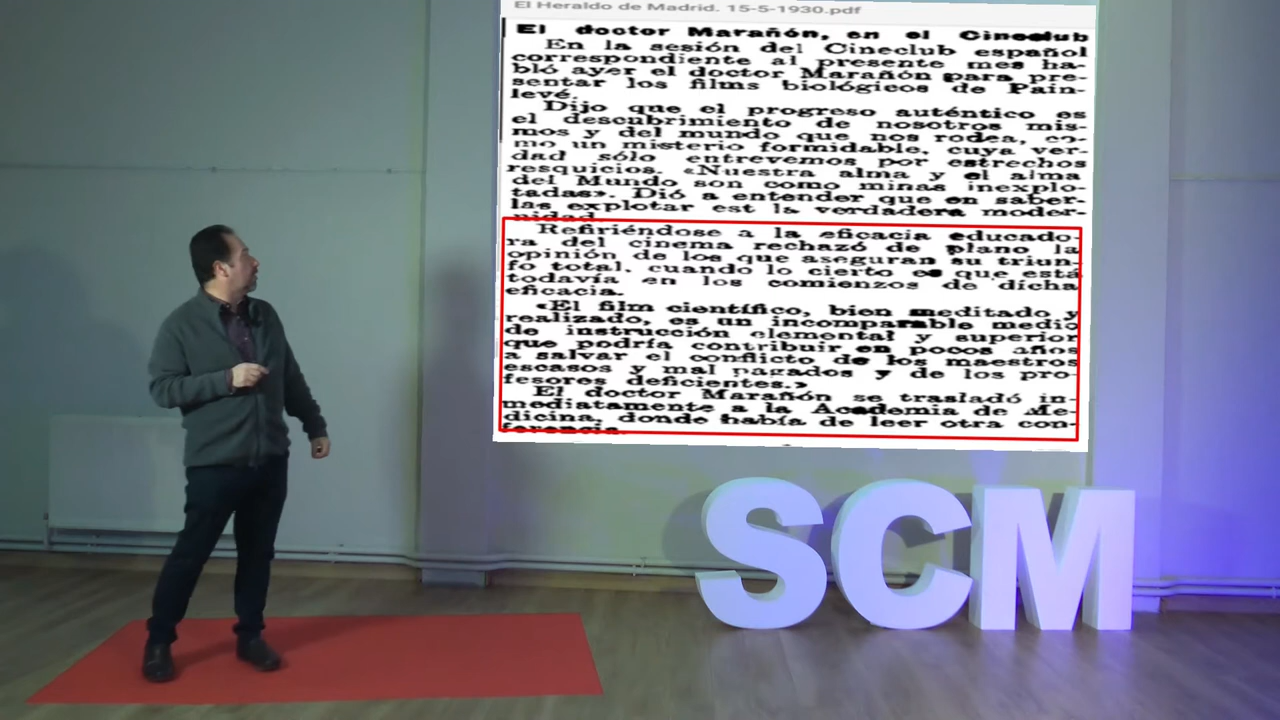 El Heraldo de Madrid. 15-5-1930.pdf
El doctor Marañón, en el Cineclub
En la sesión del Cineclub español
correspondiente al presente mes ha-
bló ayer el doctor Marañón para pre-
sentar los films biológicos de Pain-
levé.
Dijo que el progreso auténtico es
el descubrimiento de nosotros mis-
mos y del mundo que nos rodea, co-
mo un misterio formidable, cuya ver-
dad sólo entrevemos por estrechos
resquicios. «Nuestra alma y el alma
del Mundo son como minas inexplo-
tadas». Dió a entender que en saber-
las explotar est la verdadera moder-
nidad.
Refiriéndose a la eficacia educado-
ra del cinema rechazó de plano la
opinión de los que aseguran su triun-
fo total, cuando lo cierto es que está
todavía en los comienzos de dicha
eficacia.
«El film científico, bien meditado y
realizado, es un incomparable medio
de instrucción elemental y superior
que podría contribuir en pocos años
a salvar el conflicto de los maestros
escasos y mal pagados y de los pro-
fesores deficientes.»
El doctor Marañón se trasladó in-
mediatamente a la Academia de Me-
dicina, donde había de leer otra con-
ferencia.
SCM